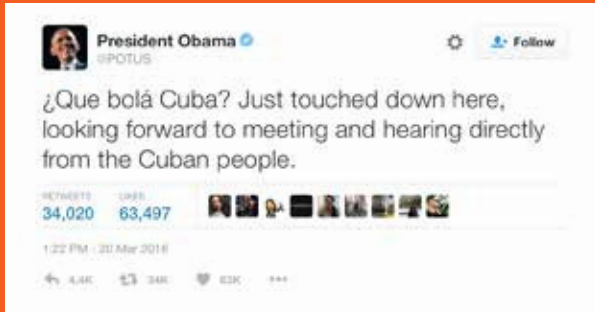 President Obama
@POTUS
Follow
¿Que bolá Cuba? Just touched down here,
looking forward to meeting and hearing directly
from the Cuban people.
RETWEETS LIKES
34,020 63,497
1:22 PM - 20 Mar 2016
4.4K 34K 63K